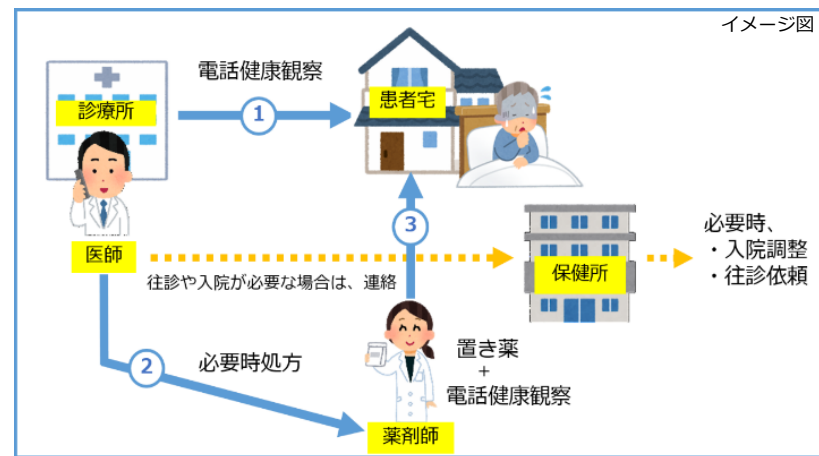 イメージ図
電話健康観察
診療所
1
患者宅
3
必要時、
・入院調整
・往診依頼
医師
保健所
往診や入院が必要な場合は、連絡
2
必要時処方
置き薬
+
電話健康観察
薬剤師